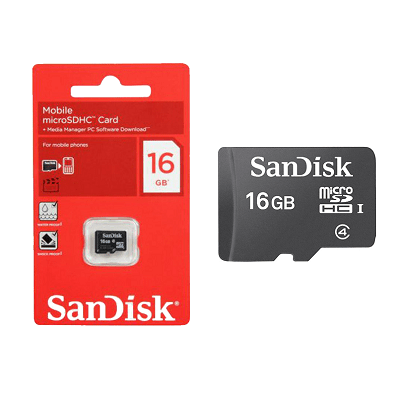 Mobile
microSDHC™ Card
+ Media Manager PC Software Download
For mobile phones
16
GB
16GB
SanDisk
SanDisk
16GB
micro
SD
HC I
4